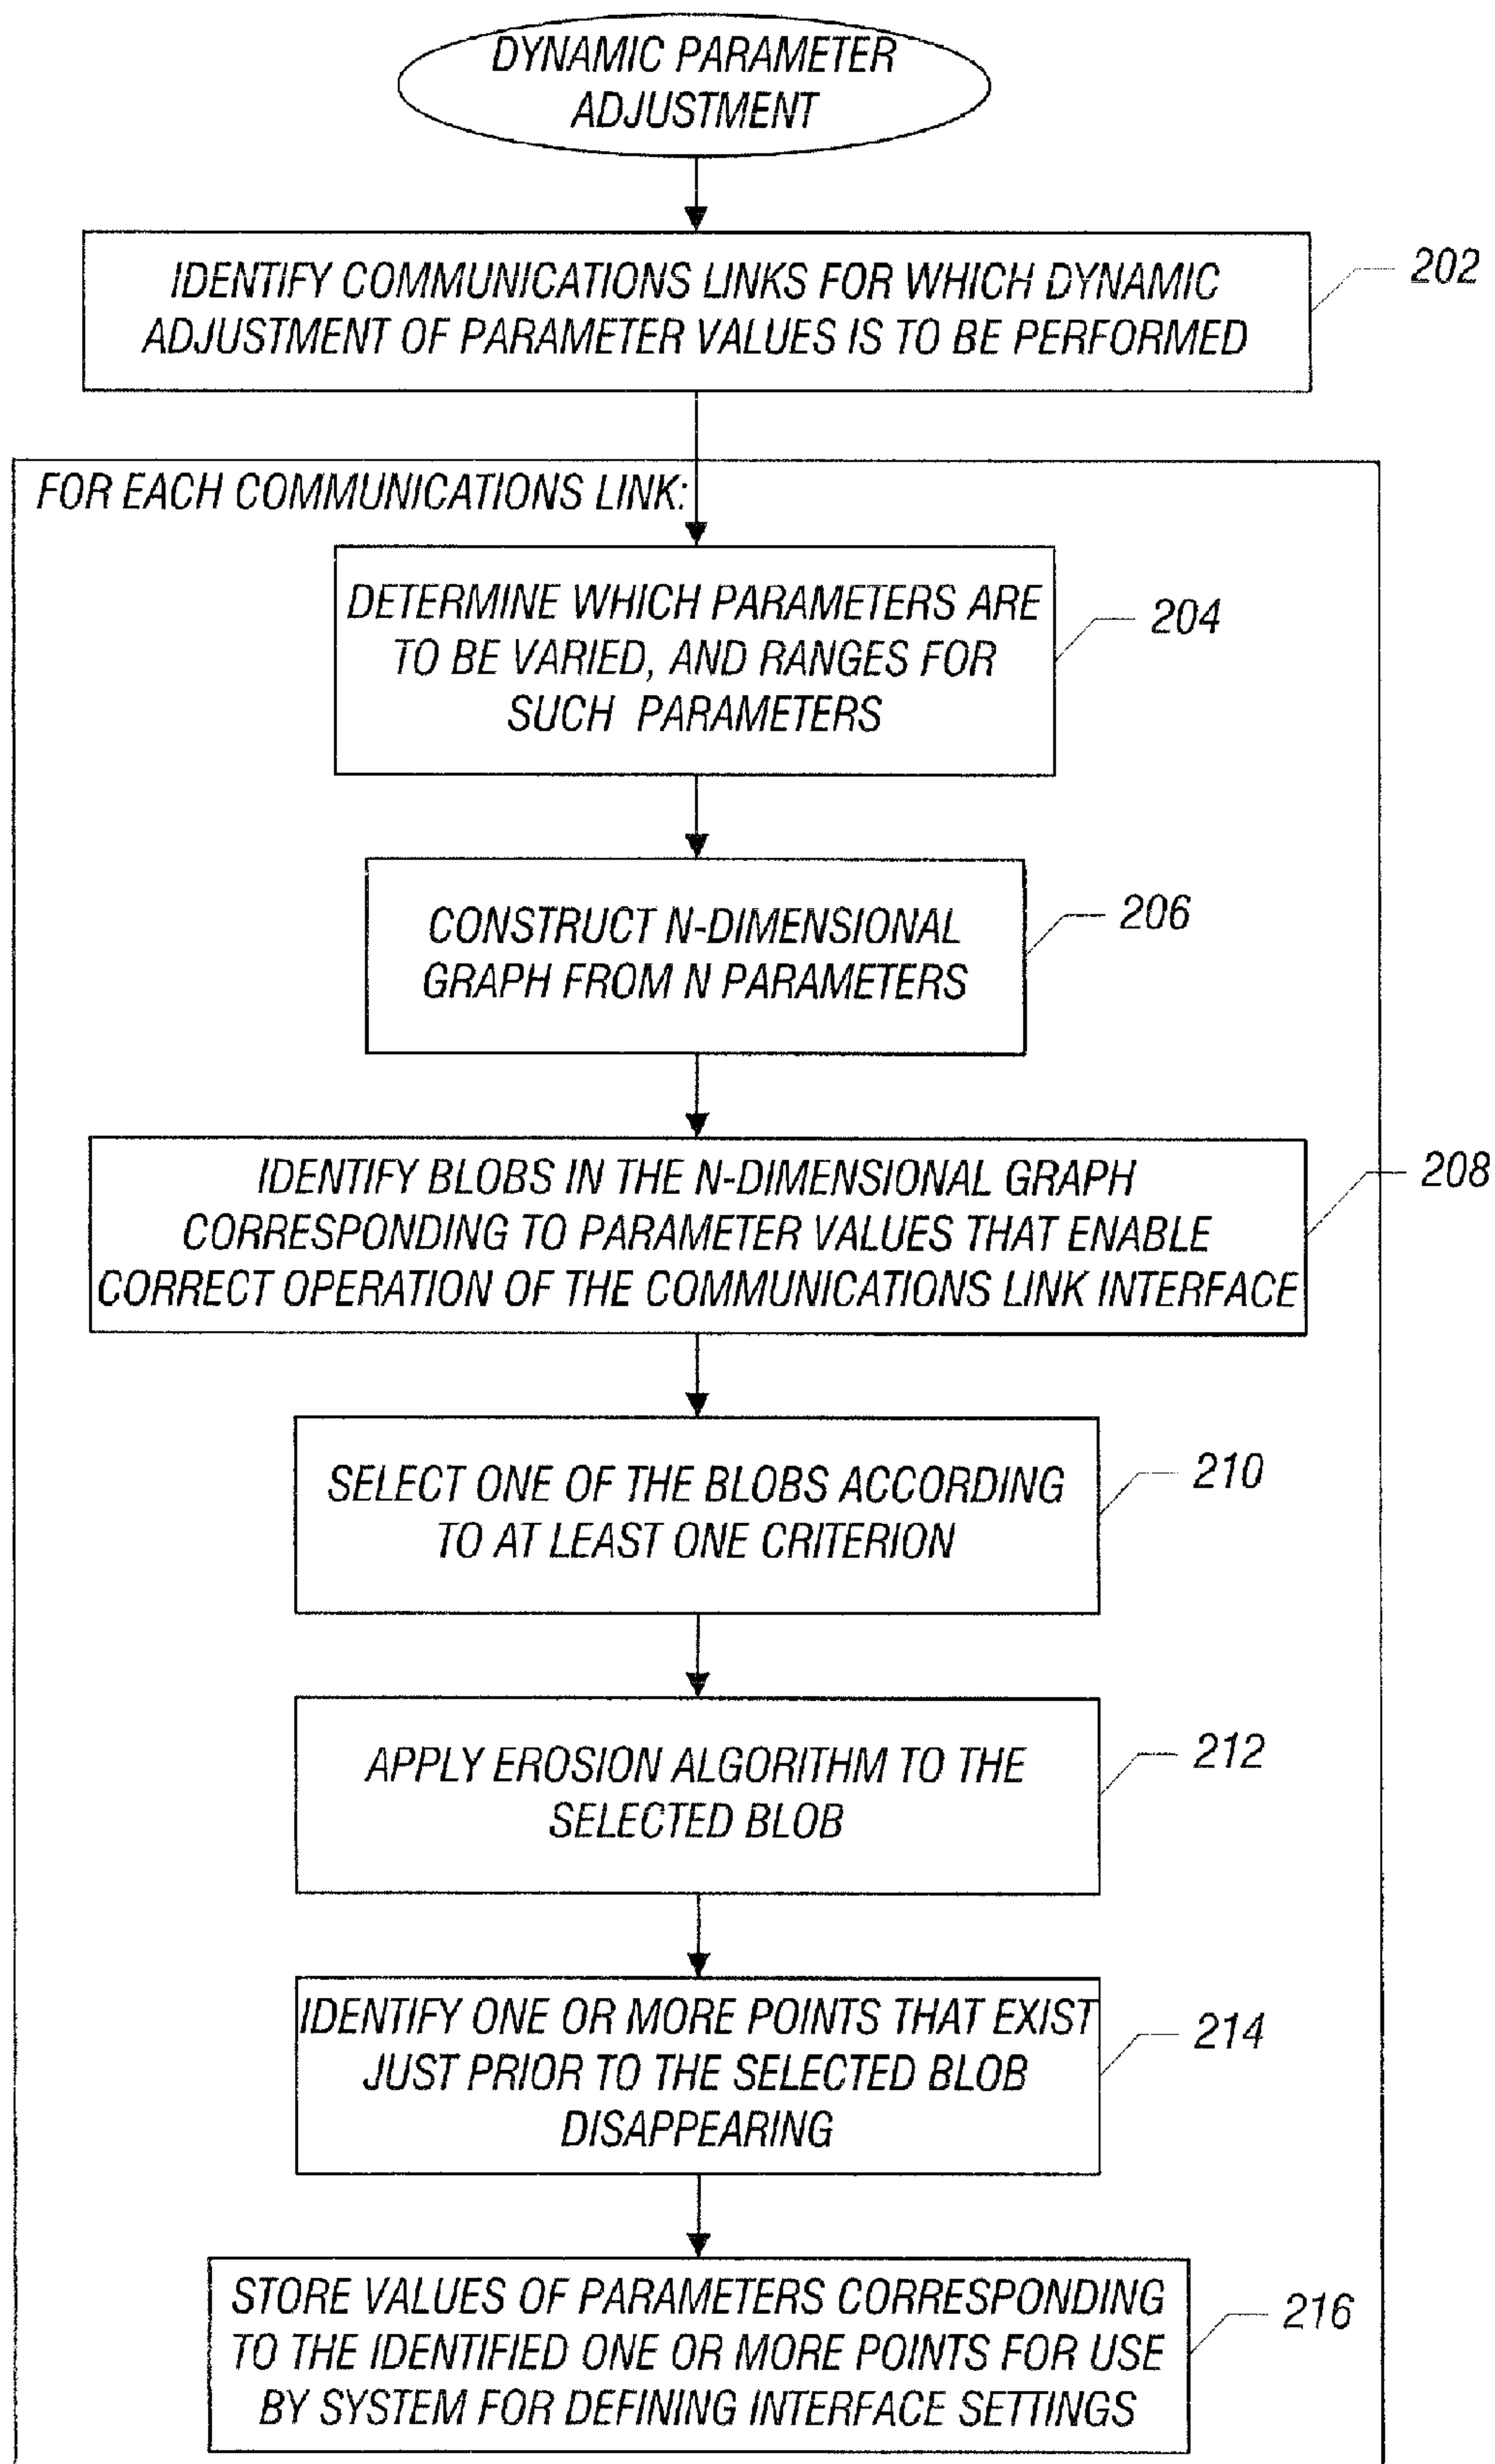 DYNAMIC PARAMETER
ADJUSTMENT
IDENTIFY COMMUNICATIONS LINKS FOR WHICH DYNAMIC
ADJUSTMENT OF PARAMETER VALUES IS TO BE PERFORMED
202
FOR EACH COMMUNICATIONS LINK:
DETERMINE WHICH PARAMETERS ARE
TO BE VARIED, AND RANGES FOR
SUCH PARAMETERS
204
CONSTRUCT N-DIMENSIONAL
GRAPH FROM N PARAMETERS
206
IDENTIFY BLOBS IN THE N-DIMENSIONAL GRAPH
CORRESPONDING TO PARAMETER VALUES THAT ENABLE
CORRECT OPERATION OF THE COMMUNICATIONS LINK INTERFACE
208
SELECT ONE OF THE BLOBS ACCORDING
TO AT LEAST ONE CRITERION
210
APPLY EROSION ALGORITHM TO THE
SELECTED BLOB
212
IDENTIFY ONE OR MORE POINTS THAT EXIST
JUST PRIOR TO THE SELECTED BLOB
DISAPPEARING
214
STORE VALUES OF PARAMETERS CORRESPONDING
TO THE IDENTIFIED ONE OR MORE POINTS FOR USE
BY SYSTEM FOR DEFINING INTERFACE SETTINGS
216